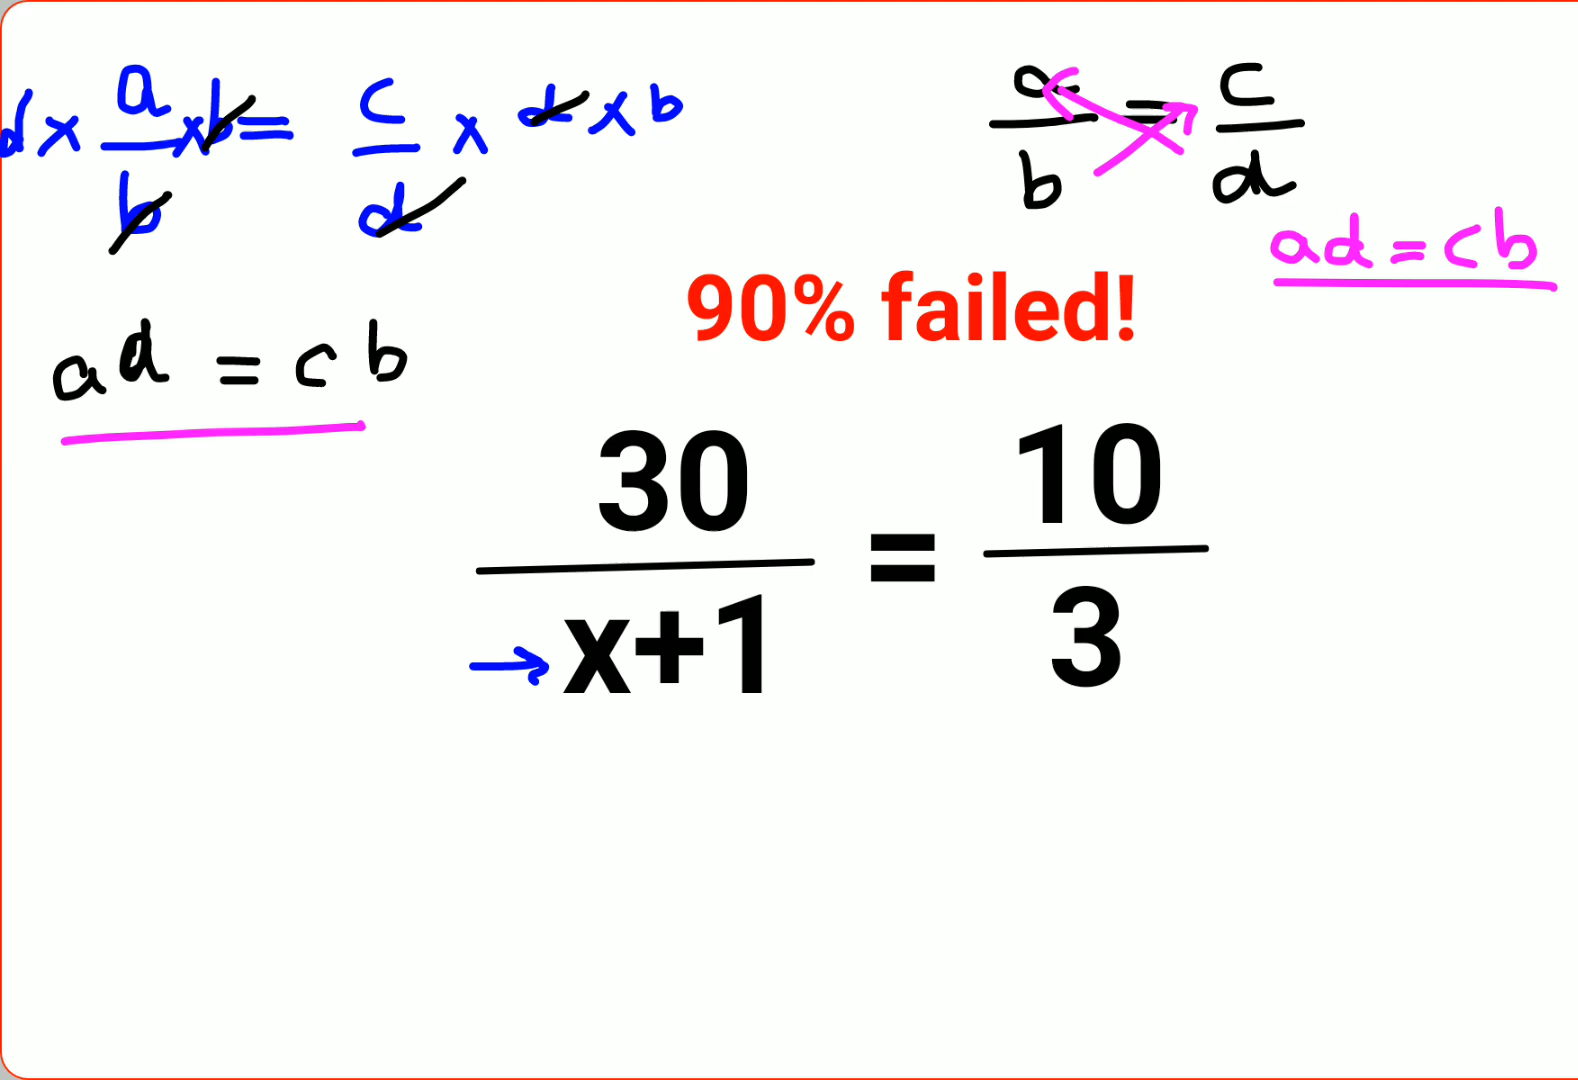 d x a/b x b = c/d x d x b
a/b = c/d
ad = cb
90% failed!
ad = cb
30/x+1 = 10/3